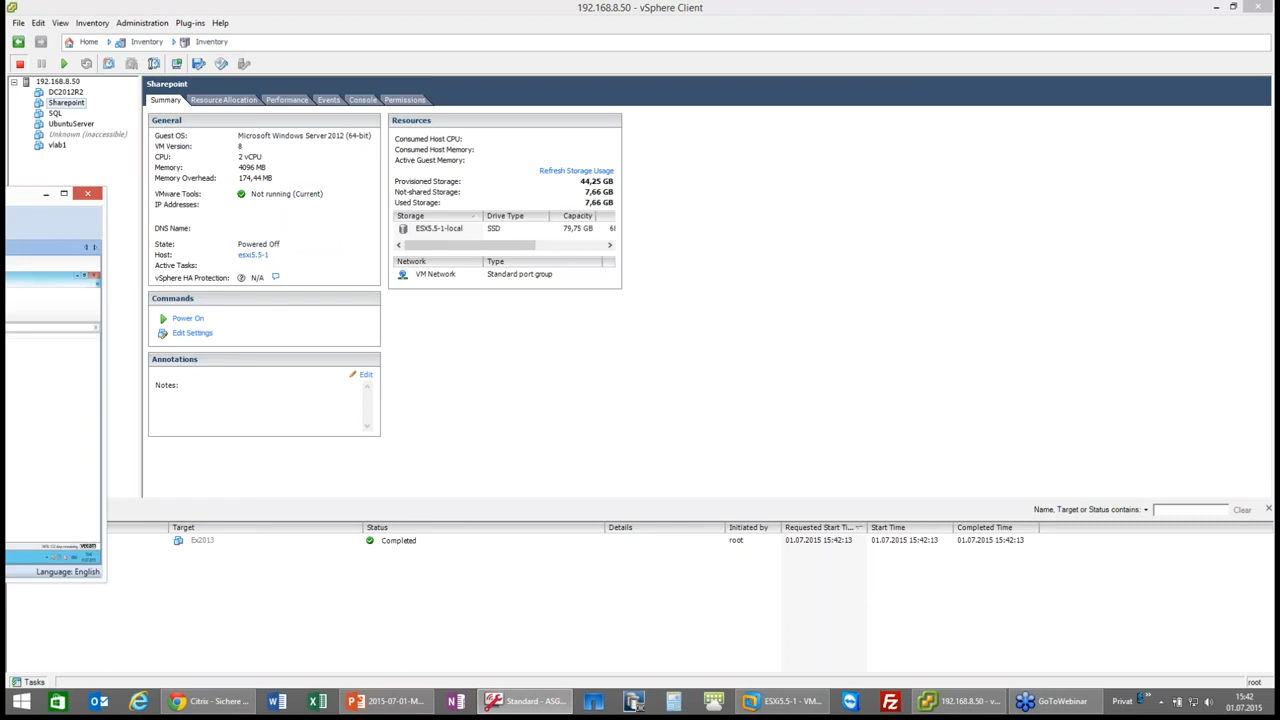 192.168.8.50 - vSphere Client
File Edit View Inventory Administration Plug-ins Help
Home Inventory Inventory
192.168.8.50
DC2012R2
Sharepoint
SQL
UbuntuServer
Unknown (inaccessible)
vlab1
Sharepoint
Summary Resource Allocation Performance Events Console Permissions
General
Guest OS: Microsoft Windows Server 2012 (64-bit)
VM Version: 8
CPU: 2 vCPU
Memory: 4096 MB
Memory Overhead: 174,44 MB
VMware Tools: Not running (Current)
IP Addresses:
DNS Name:
State: Powered Off
Host: esxi5.5-1
Active Tasks:
vSphere HA Protection: N/A
Commands
Power On
Edit Settings
Annotations
Edit
Notes:
Resources
Consumed Host CPU:
Consumed Host Memory:
Active Guest Memory:
Refresh Storage Usage
Provisioned Storage: 44,25 GB
Not-shared Storage: 7,66 GB
Used Storage: 7,66 GB
Storage Drive Type Capacity
ESX5.5-1-local SSD 79,75 GB 6
Network Type
VM Network Standard port group
veeam
Language: English
Name, Target or Status contains: Clear
Target Status Details Initiated by Requested Start Ti... Start Time Completed Time
Ex2013 Completed root 01.07.2015 15:42:13 01.07.2015 15:42:13 01.07.2015 15:42:13
Tasks root
Citrix - Sichere ... 2015-07-01-M... Standard - ASG... ESXi5.5-1 - VM... 192.168.8.50 - v... GoToWebinar Privat 15:42
01.07.2015